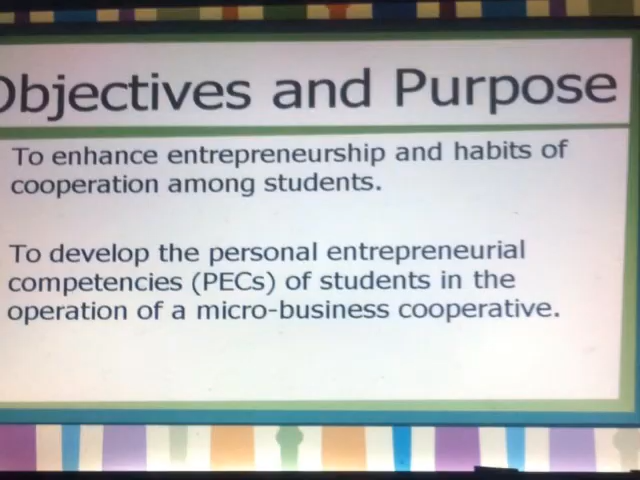 Objectives and Purpose
To enhance entrepreneurship and habits of
cooperation among students.
To develop the personal entrepreneurial
competencies (PECs) of students in the
operation of a micro-business cooperative.